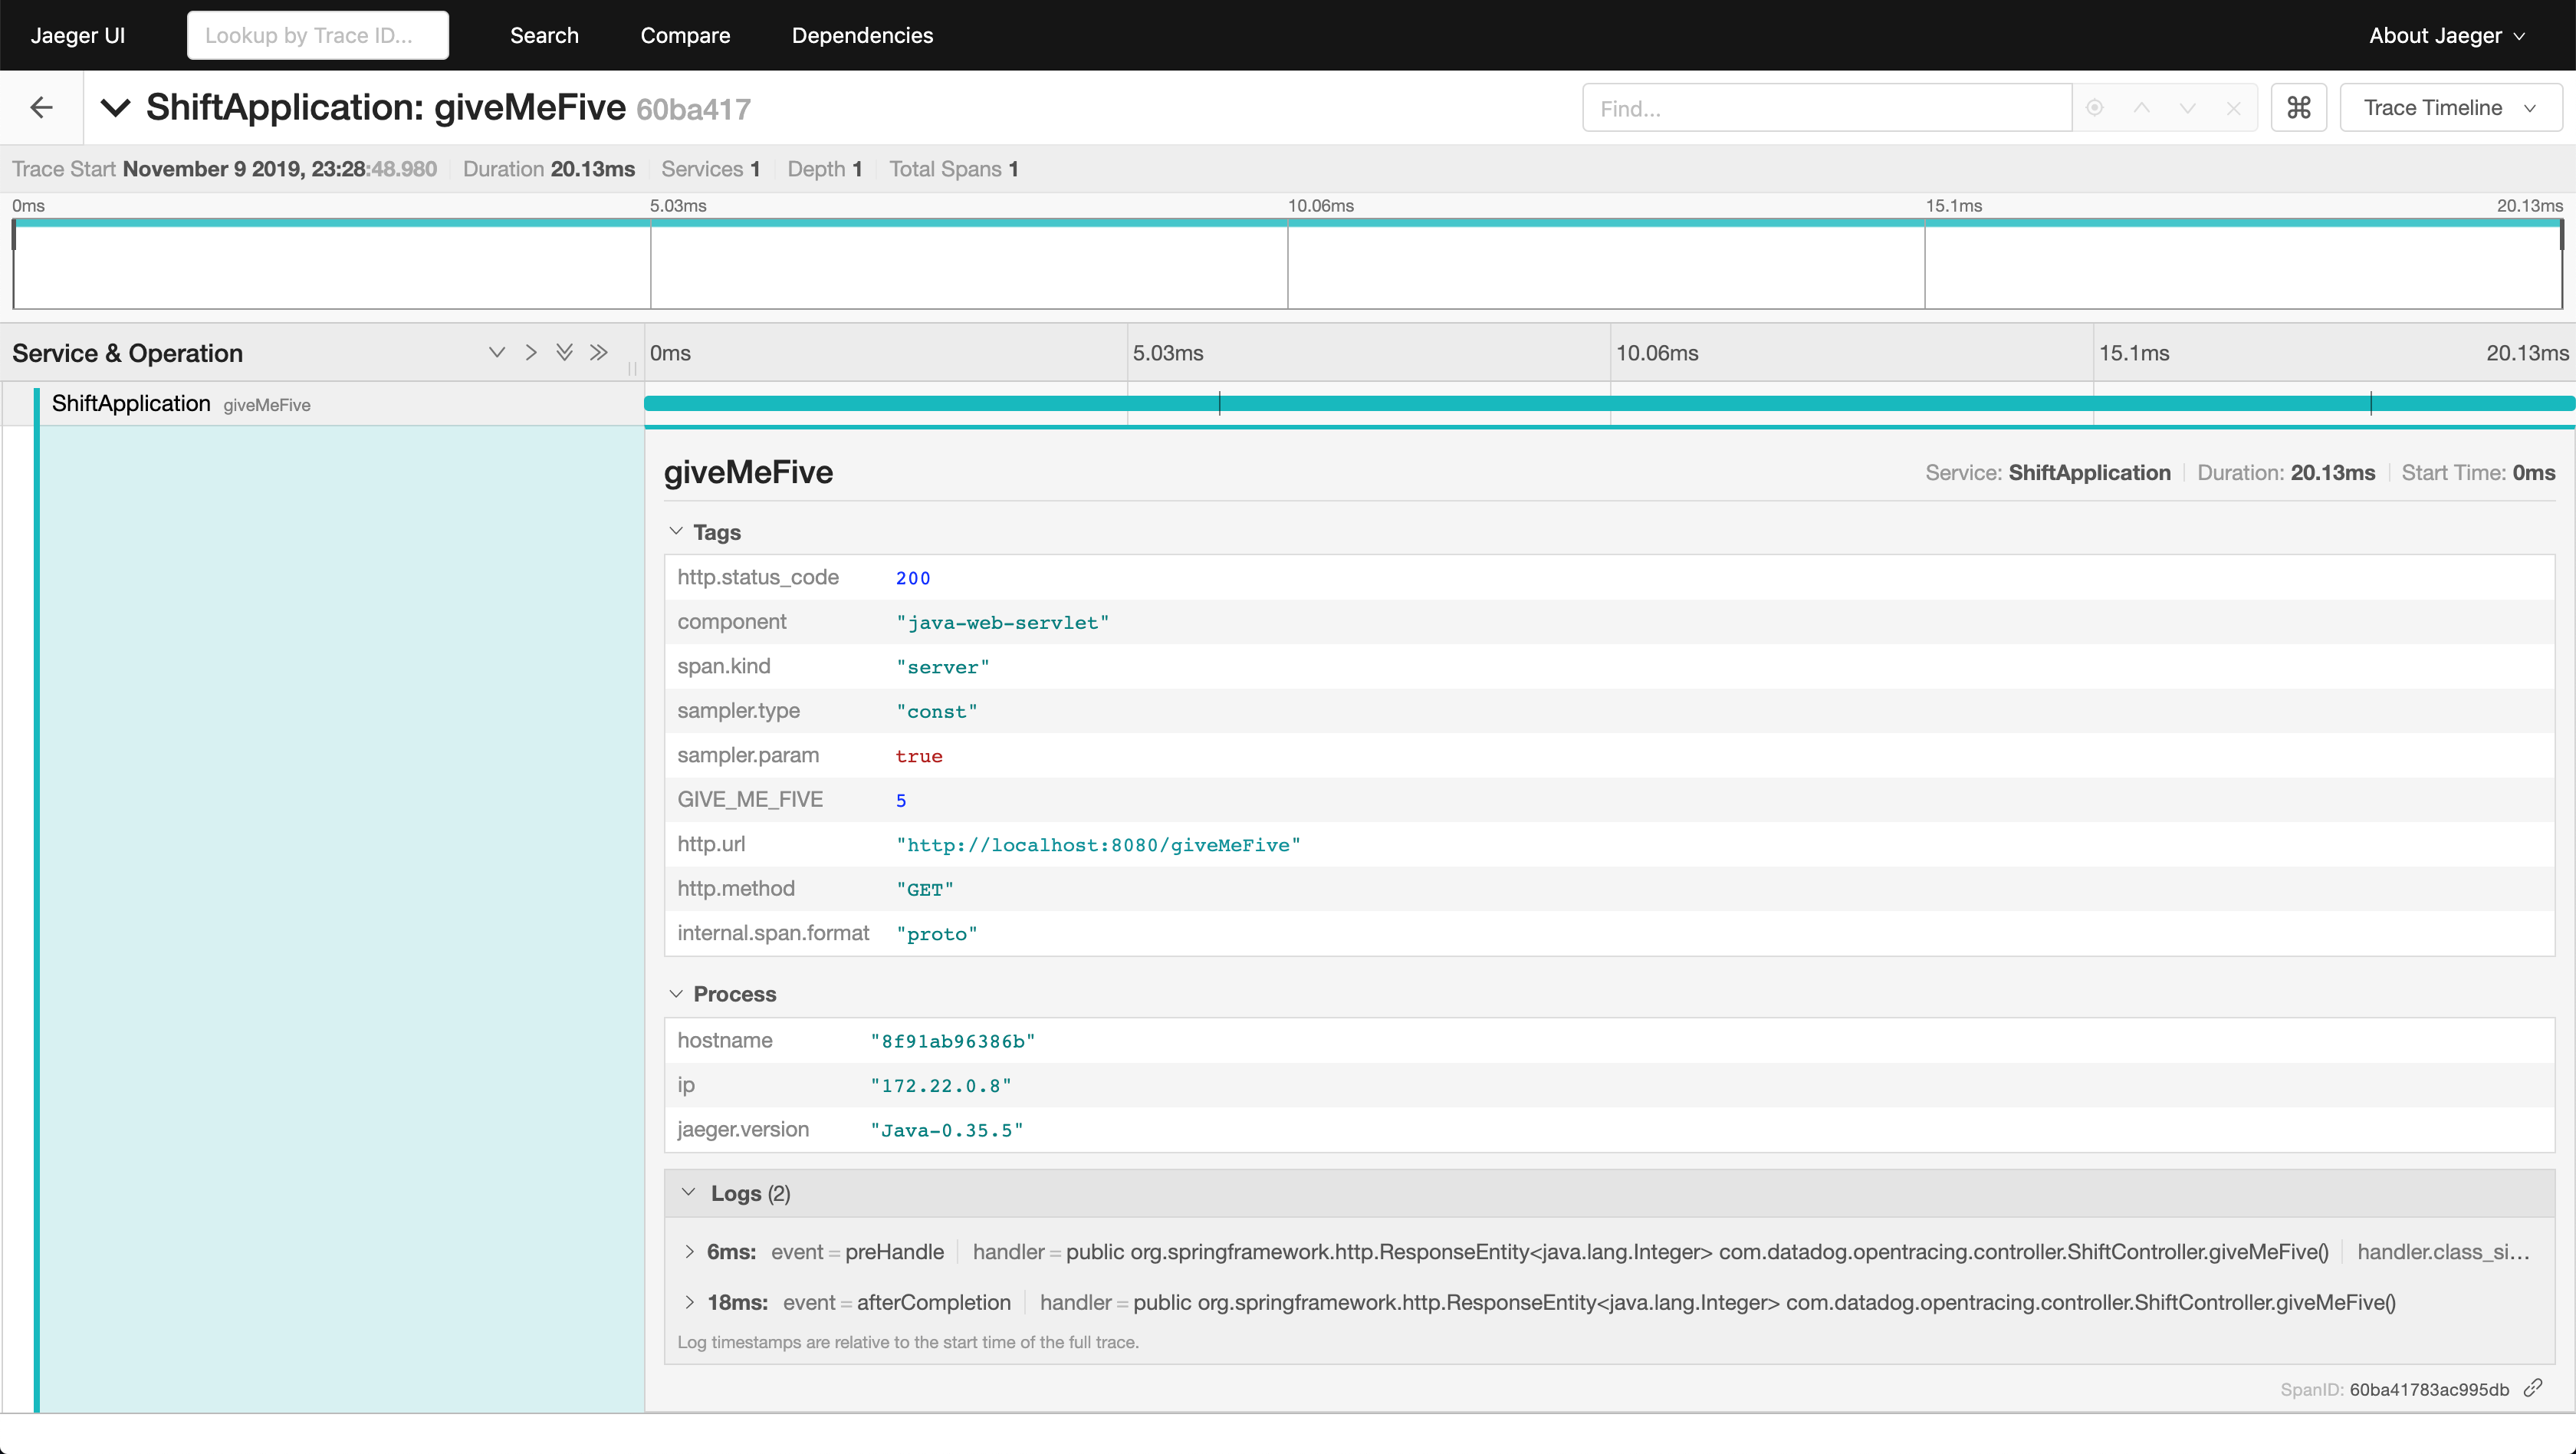 Jaeger UI Lookup by Trace ID... Search Compare Dependencies About Jaeger
ShiftApplication: giveMeFive 60ba417 Find... ⌘ Trace Timeline
Trace Start November 9 2019, 23:28:48.980 Duration 20.13ms Services 1 Depth 1 Total Spans 1
0ms 5.03ms 10.06ms 15.1ms 20.13ms
Service & Operation 0ms 5.03ms 10.06ms 15.1ms 20.13ms
ShiftApplication giveMeFive
giveMeFive Service: ShiftApplication Duration: 20.13ms Start Time: 0ms
Tags
http.status_code 200
component "java-web-servlet"
span.kind "server"
sampler.type "const"
sampler.param true
GIVE_ME_FIVE 5
http.url "http://localhost:8080/giveMeFive"
http.method "GET"
internal.span.format "proto"
Process
hostname "8f91ab96386b"
ip "172.22.0.8"
jaeger.version "Java-0.35.5"
Logs (2)
6ms: event = preHandle handler = public org.springframework.http.ResponseEntity<java.lang.Integer> com.datadog.opentracing.controller.ShiftController.giveMeFive() handler.class_si...
18ms: event = afterCompletion handler = public org.springframework.http.ResponseEntity<java.lang.Integer> com.datadog.opentracing.controller.ShiftController.giveMeFive()
Log timestamps are relative to the start time of the full trace.
SpanID: 60ba41783ac995db